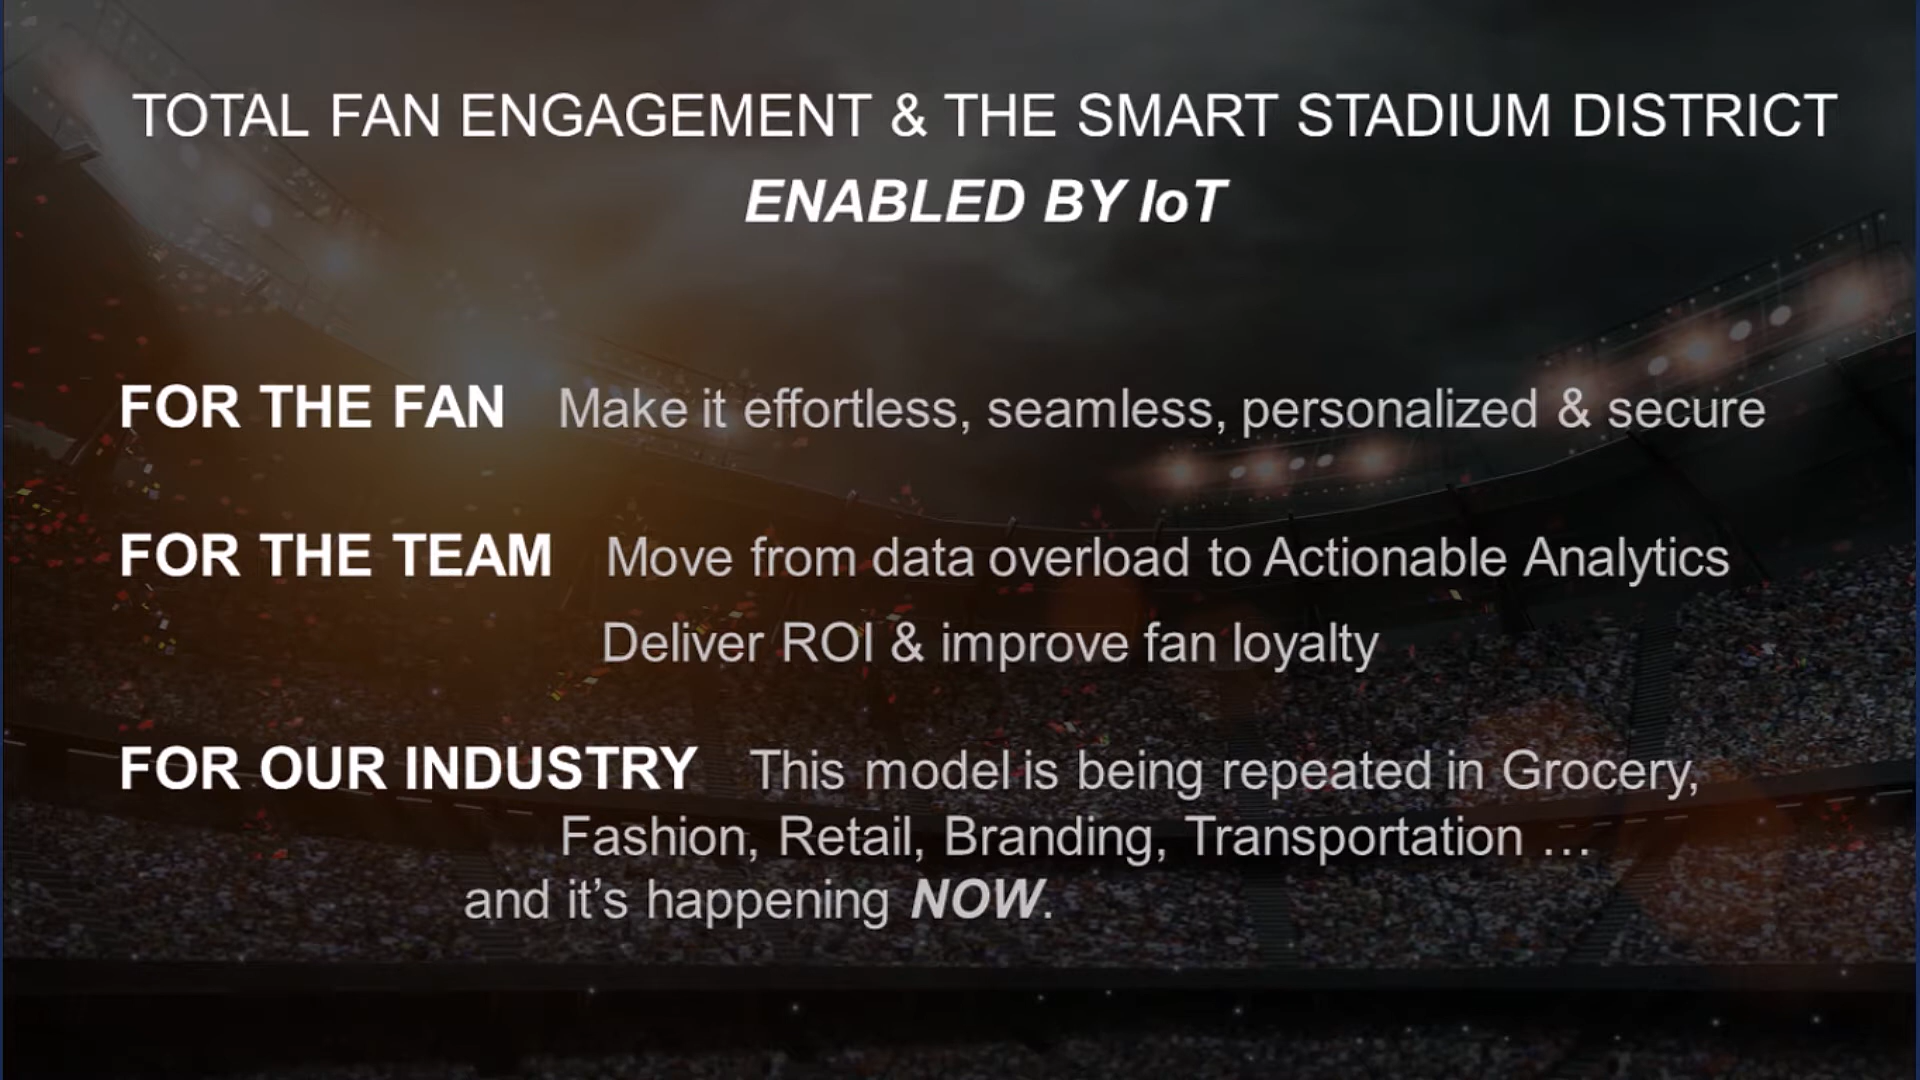 TOTAL FAN ENGAGEMENT & THE SMART STADIUM DISTRICT
ENABLED BY IoT
FOR THE FAN Make it effortless, seamless, personalized & secure
FOR THE TEAM Move from data overload to Actionable Analytics
Deliver ROI & improve fan loyalty
FOR OUR INDUSTRY This model is being repeated in Grocery,
Fashion, Retail, Branding, Transportation …
and it’s happening NOW.